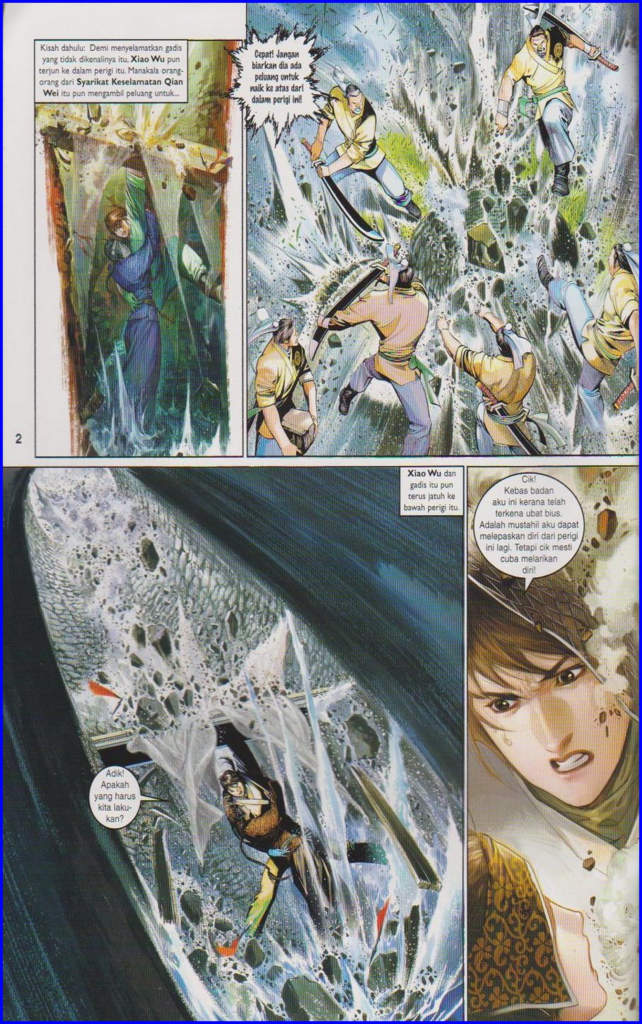 Kisah dahulu: Demi menyelamatkan gadis
yang tidak dikenalinya itu, Xiao Wu pun
terjun ke dalam perigi itu. Manakala orang-
orang dari Syarikat Keselamatan Qian
Wei itu pun mengambil peluang untuk...
Cepat! Jangan
biarkan dia ada
peluang untuk
naik ke atas dari
dalam perigi ini!
2
Xiao Wu dan
gadis itu pun
terus jatuh ke
bawah perigi itu.
Cik!
Kebas badan
aku ini kerana telah
terkena ubat bius.
Adalah mustahil aku dapat
melepaskan diri dari perigi
ini lagi. Tetapi cik mesti
cuba melarikan
diri!
Adik!
Apakah
yang harus
kita laku-
kan?